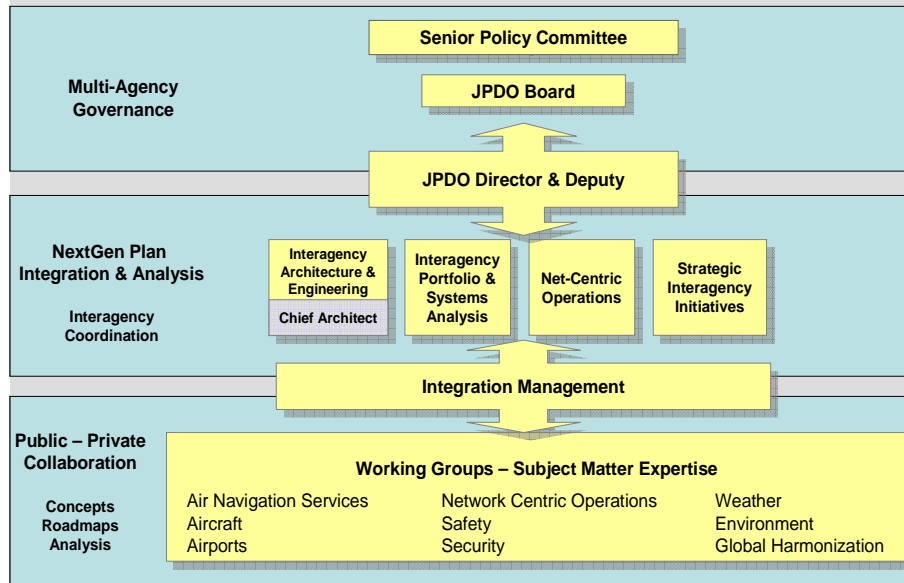 Senior Policy Committee
Multi-Agency
Governance
JPDO Board
JPDO Director & Deputy
NextGen Plan
Integration & Analysis
Interagency
Coordination
Interagency
Architecture &
Engineering
Chief Architect
Interagency
Portfolio &
Systems
Analysis
Net-Centric
Operations
Strategic
Interagency
Initiatives
Integration Management
Public – Private
Collaboration
Concepts
Roadmaps
Analysis
Working Groups – Subject Matter Expertise
Air Navigation Services
Aircraft
Airports
Network Centric Operations
Safety
Security
Weather
Environment
Global Harmonization